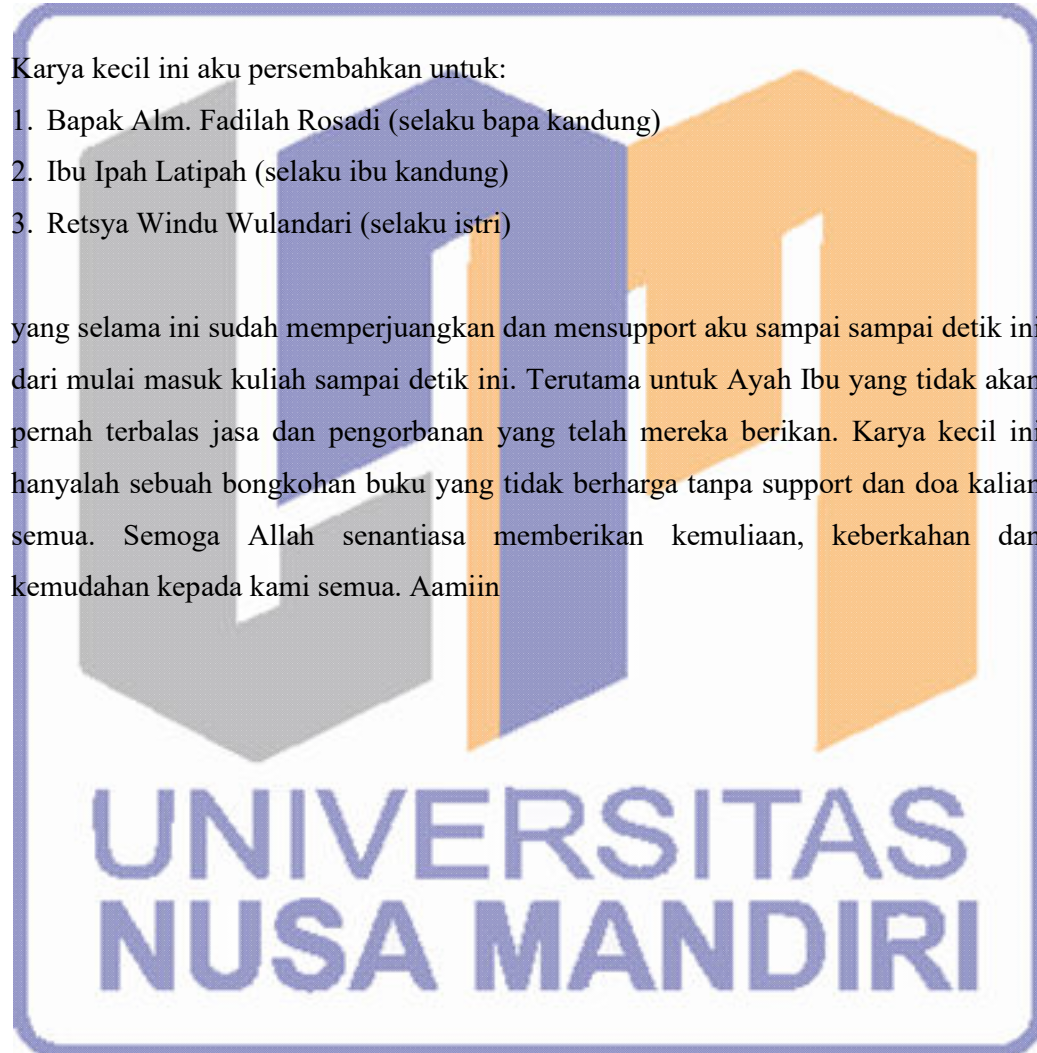 Karya kecil ini aku persembahkan untuk:
1. Bapak Alm. Fadilah Rosadi (selaku bapa kandung)
2. Ibu Ipah Latipah (selaku ibu kandung)
3. Retsya Windu Wulandari (selaku istri)
yang selama ini sudah memperjuangkan dan mensupport aku sampai sampai detik ini
dari mulai masuk kuliah sampai detik ini. Terutama untuk Ayah Ibu yang tidak akan
pernah terbalas jasa dan pengorbanan yang telah mereka berikan. Karya kecil ini
hanyalah sebuah bongkohan buku yang tidak berharga tanpa support dan doa kalian
semua. Semoga Allah senantiasa memberikan kemuliaan, keberkahan dan
kemudahan kepada kami semua. Aamiin
UNIVERSITAS
NUSA MANDIRI